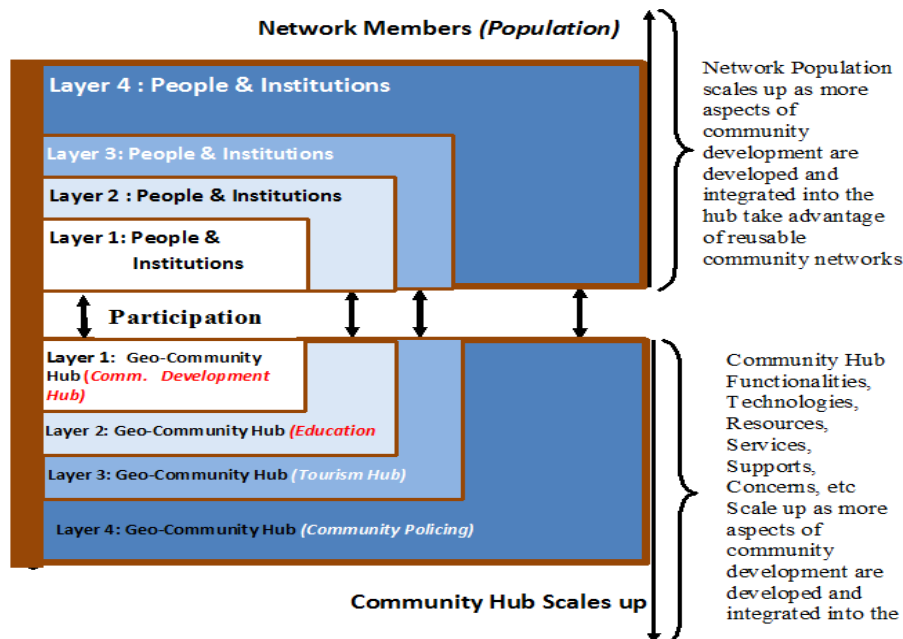 Network Members (Population)
Layer 4 : People & Institutions
Layer 3: People & Institutions
Layer 2 : People & Institutions
Layer 1: People &
Institutions
Network Population
scales up as more
aspects of
community
development are
developed and
integrated into the
hub take advantage
of reusable
community networks
Participation
Layer 1: Geo-Community
Hub (Comm. Development
Hub)
Layer 2: Geo-Community Hub (Education
Layer 3: Geo-Community Hub (Tourism Hub)
Layer 4: Geo-Community Hub (Community Policing)
Community Hub
Functionalities,
Technologies,
Resources,
Services,
Supports,
Concerns, etc
Scale up as more
aspects of
community
development are
developed and
integrated into the
Community Hub Scales up